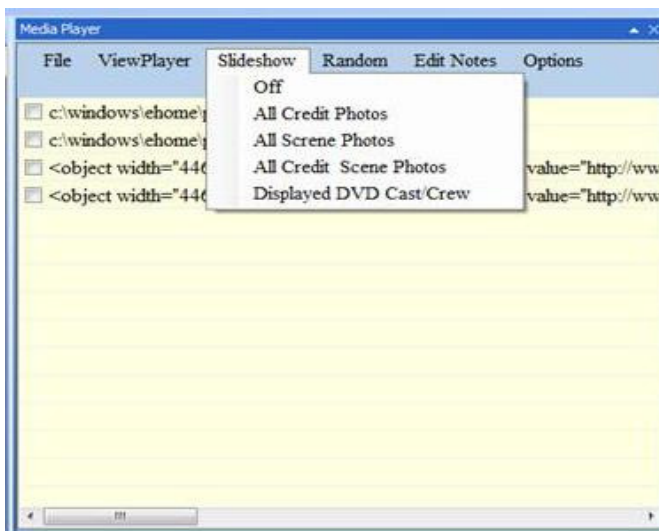 Media Player
File ViewPlayer Slideshow Random Edit Notes Options
Off
All Credit Photos
All Screne Photos
All Credit Scene Photos
Displayed DVD Cast/Crew
c:\windows\ehome\
c:\windows\ehome\
<object width="446 value="http://ww
<object width="446 value="http://ww